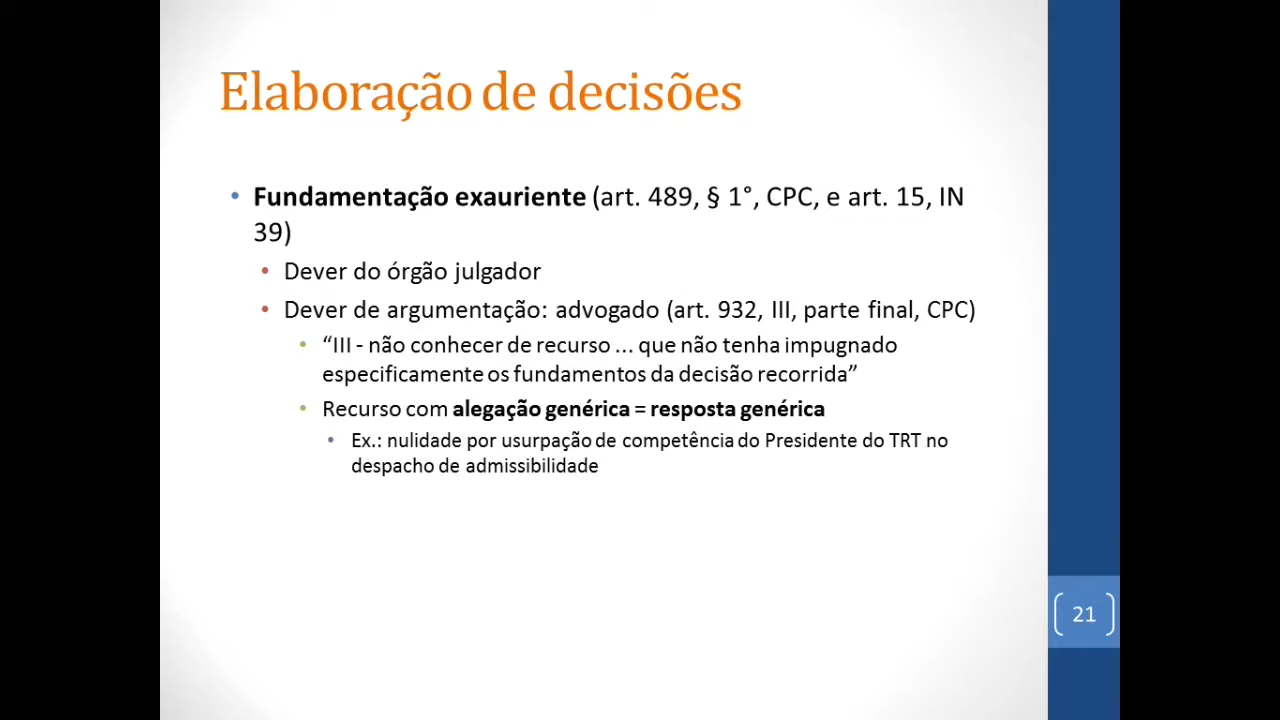 Elaboração de decisões
• Fundamentação exauriente (art. 489, § 1°, CPC, e art. 15, IN
39)
• Dever do órgão julgador
• Dever de argumentação: advogado (art. 932, III, parte final, CPC)
• “III - não conhecer de recurso ... que não tenha impugnado
especificamente os fundamentos da decisão recorrida”
• Recurso com alegação genérica = resposta genérica
• Ex.: nulidade por usurpação de competência do Presidente do TRT no
despacho de admissibilidade
21